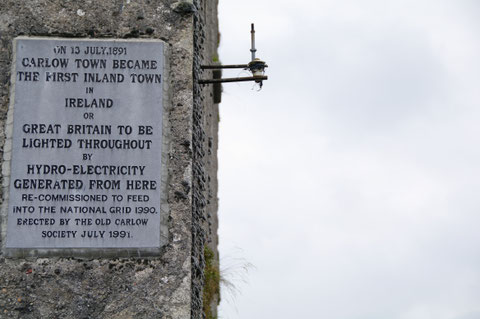 ON 13 JULY,1891
CARLOW TOWN BECAME
THE FIRST INLAND TOWN
IN
IRELAND
OR
GREAT BRITAIN TO BE
LIGHTED THROUGHOUT
BY
HYDRO-ELECTRICITY
GENERATED FROM HERE
RE-COMMISSIONED TO FEED
INTO THE NATIONAL GRID 1990.
ERECTED BY THE OLD CARLOW
SOCIETY JULY 1991.